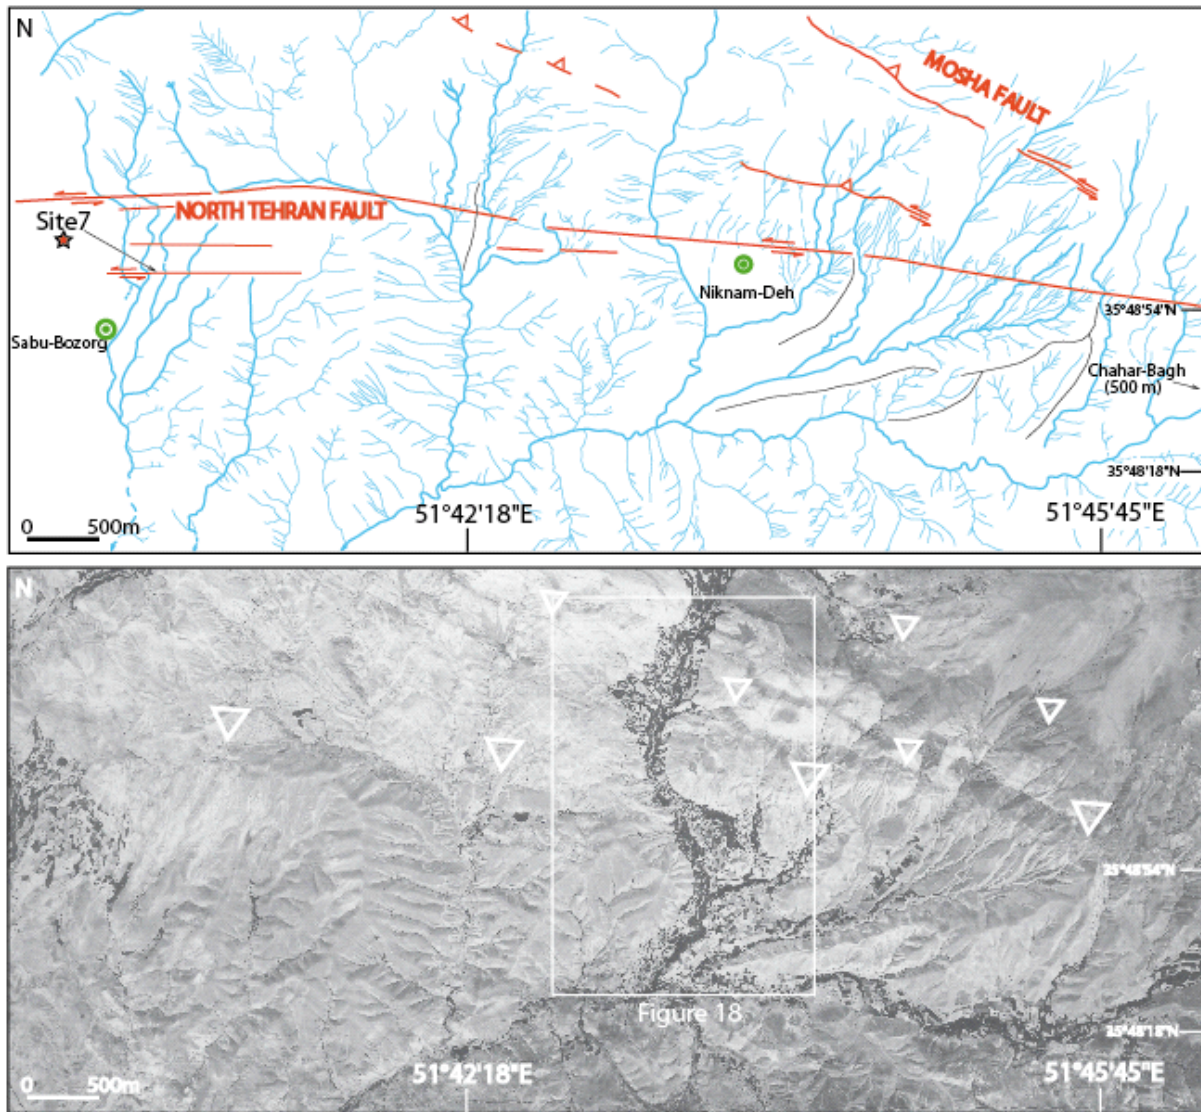 N
MOSHA FAULT
NORTH TEHRAN FAULT
Site7
Niknam-Deh
35°48'54"N
Sabu-Bozorg
Chahar-Bagh
(500 m)
35°48'18"N
51°42'18"E
51°45'45"E
0 500m
N
35°48'54"N
Figure 18
35°48'18"N
51°42'18"E
51°45'45"E
0 500m